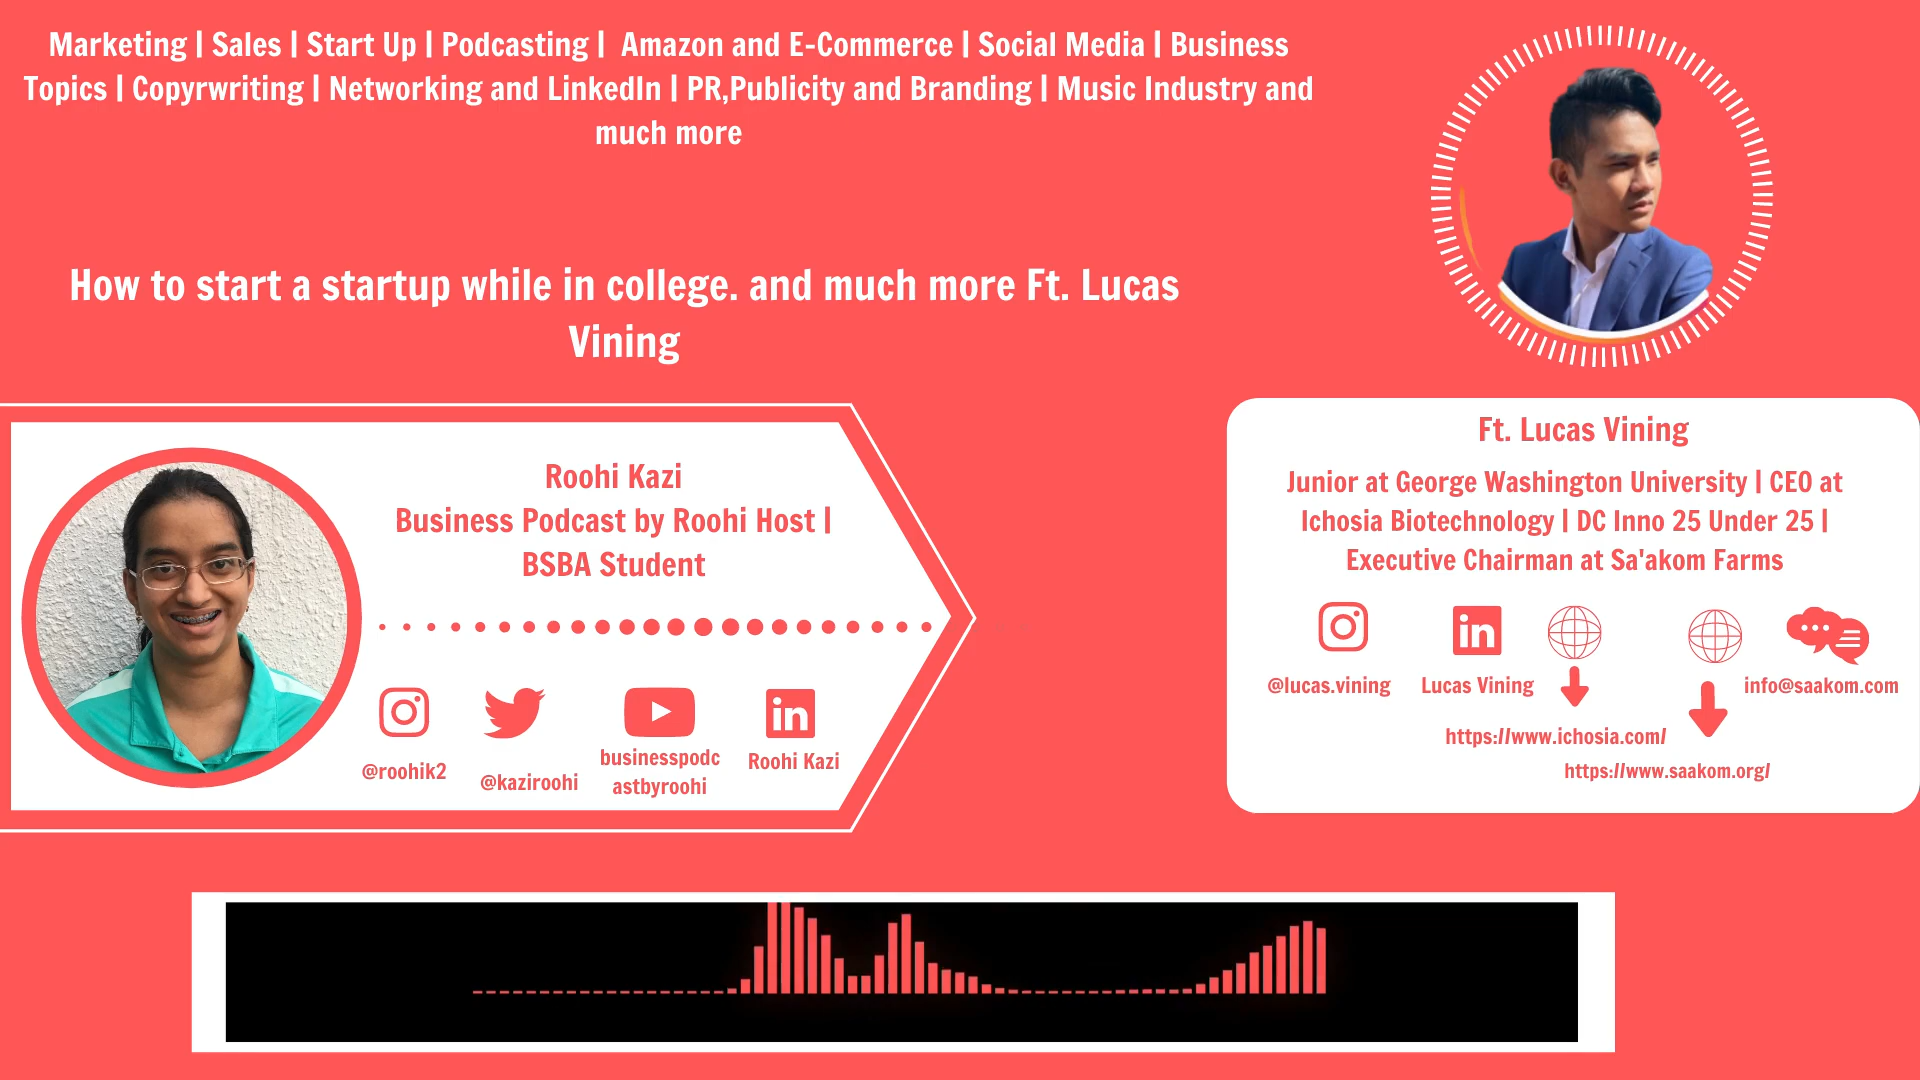 Marketing | Sales | Start Up | Podcasting |  Amazon and E-Commerce | Social Media | Business
Topics | Copyrwriting | Networking and LinkedIn | PR,Publicity and Branding | Music Industry and
much more
How to start a startup while in college. and much more Ft. Lucas
Vining
Roohi Kazi
Business Podcast by Roohi Host |
BSBA Student
@roohik2
@kaziroohi
businesspodc
astbyroohi
Roohi Kazi
Ft. Lucas Vining
Junior at George Washington University | CEO at
Ichosia Biotechnology | DC Inno 25 Under 25 |
Executive Chairman at Sa'akom Farms
@lucas.vining
Lucas Vining
info@saakom.com
https://www.ichosia.com/
https://www.saakom.org/